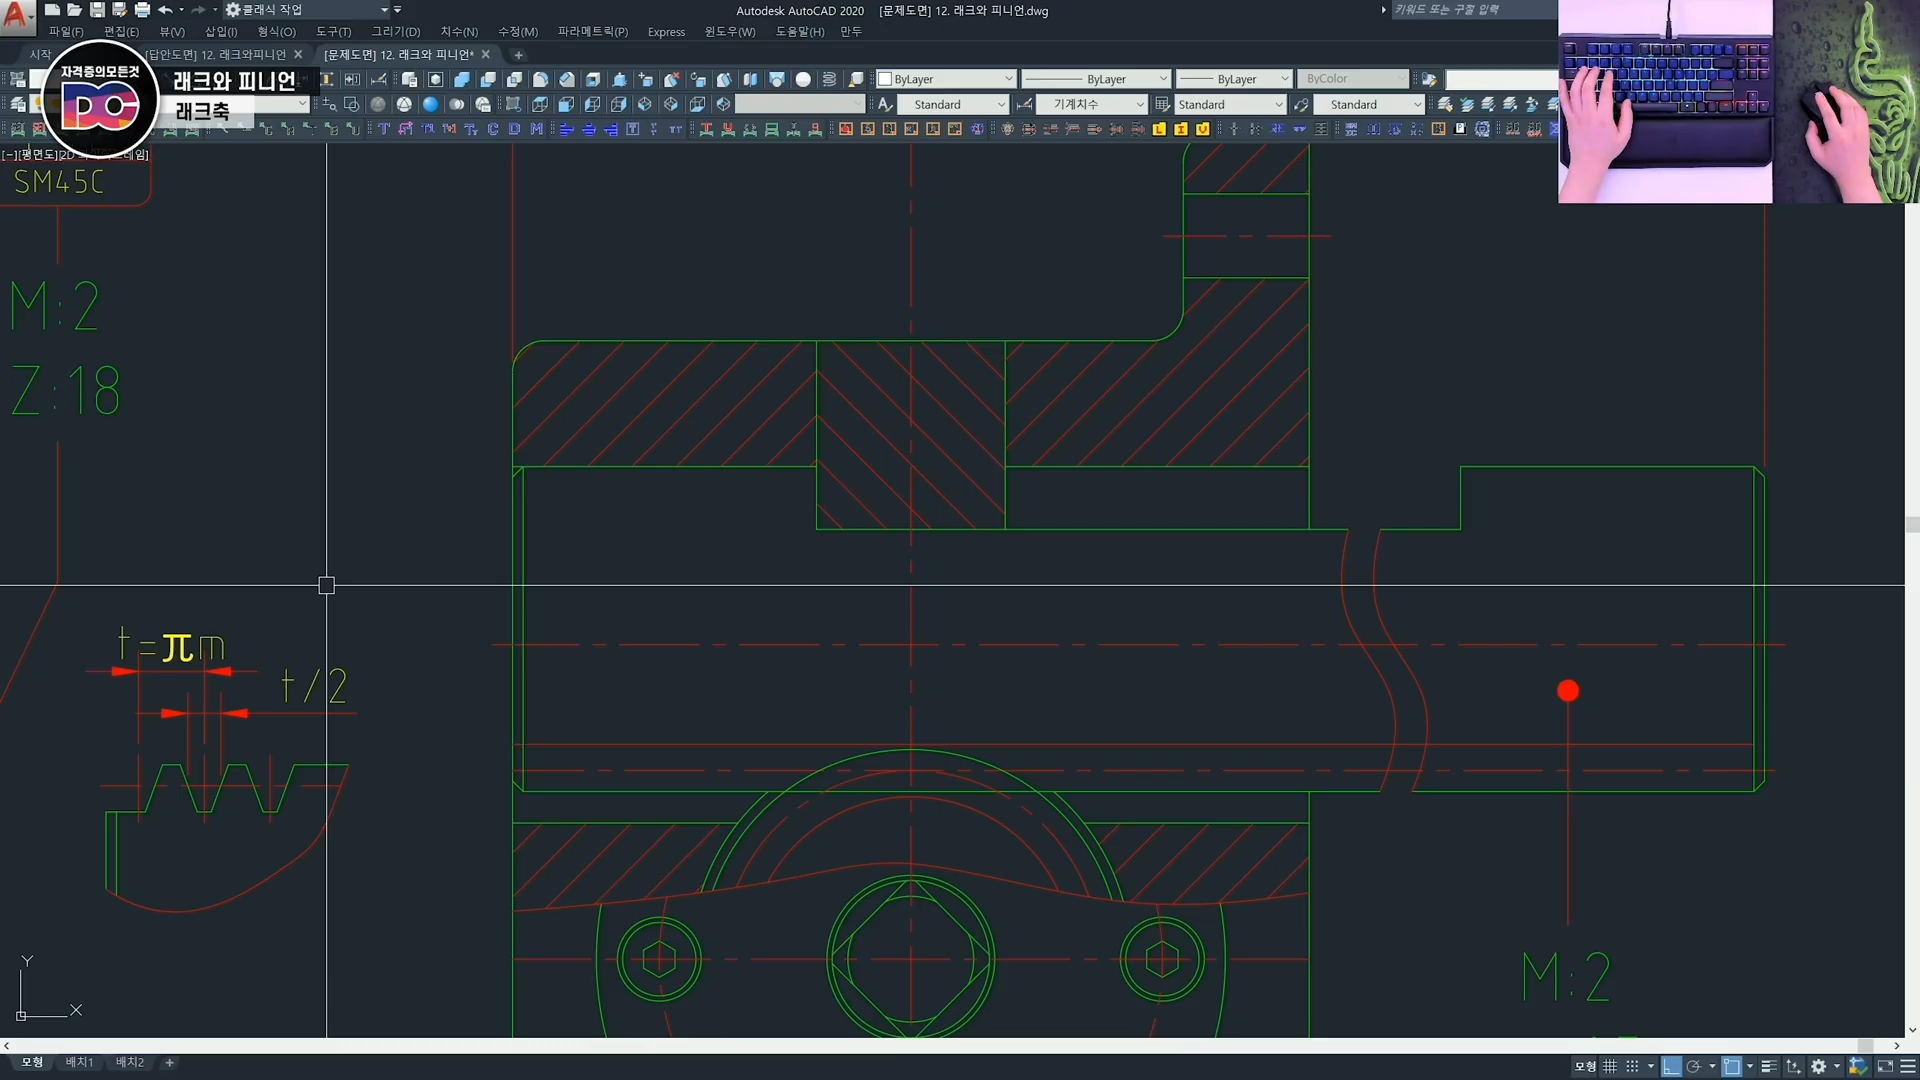 클래식 작업
Autodesk AutoCAD 2020 [문제도면] 12. 래크와 피니언.dwg
키워드 또는 구절 입력
파일(F) 편집(E) 뷰(V) 삽입(I) 형식(O) 도구(T) 그리기(D) 치수(N) 수정(M) 파라메트릭(P) Express 윈도우(W) 도움말(H) 만두
시작 [답안도면] 12. 래크와피니언 [문제도면] 12. 래크와 피니언*
자격증의모든것
래크와 피니언
래크축
ByLayer ByLayer ByLayer ByColor
Standard 기계치수 Standard Standard
[−][평면도]
SM45C
M:2
Z:18
t=πm
t/2
M:2
Y
X
모형 배치1 배치2
모형